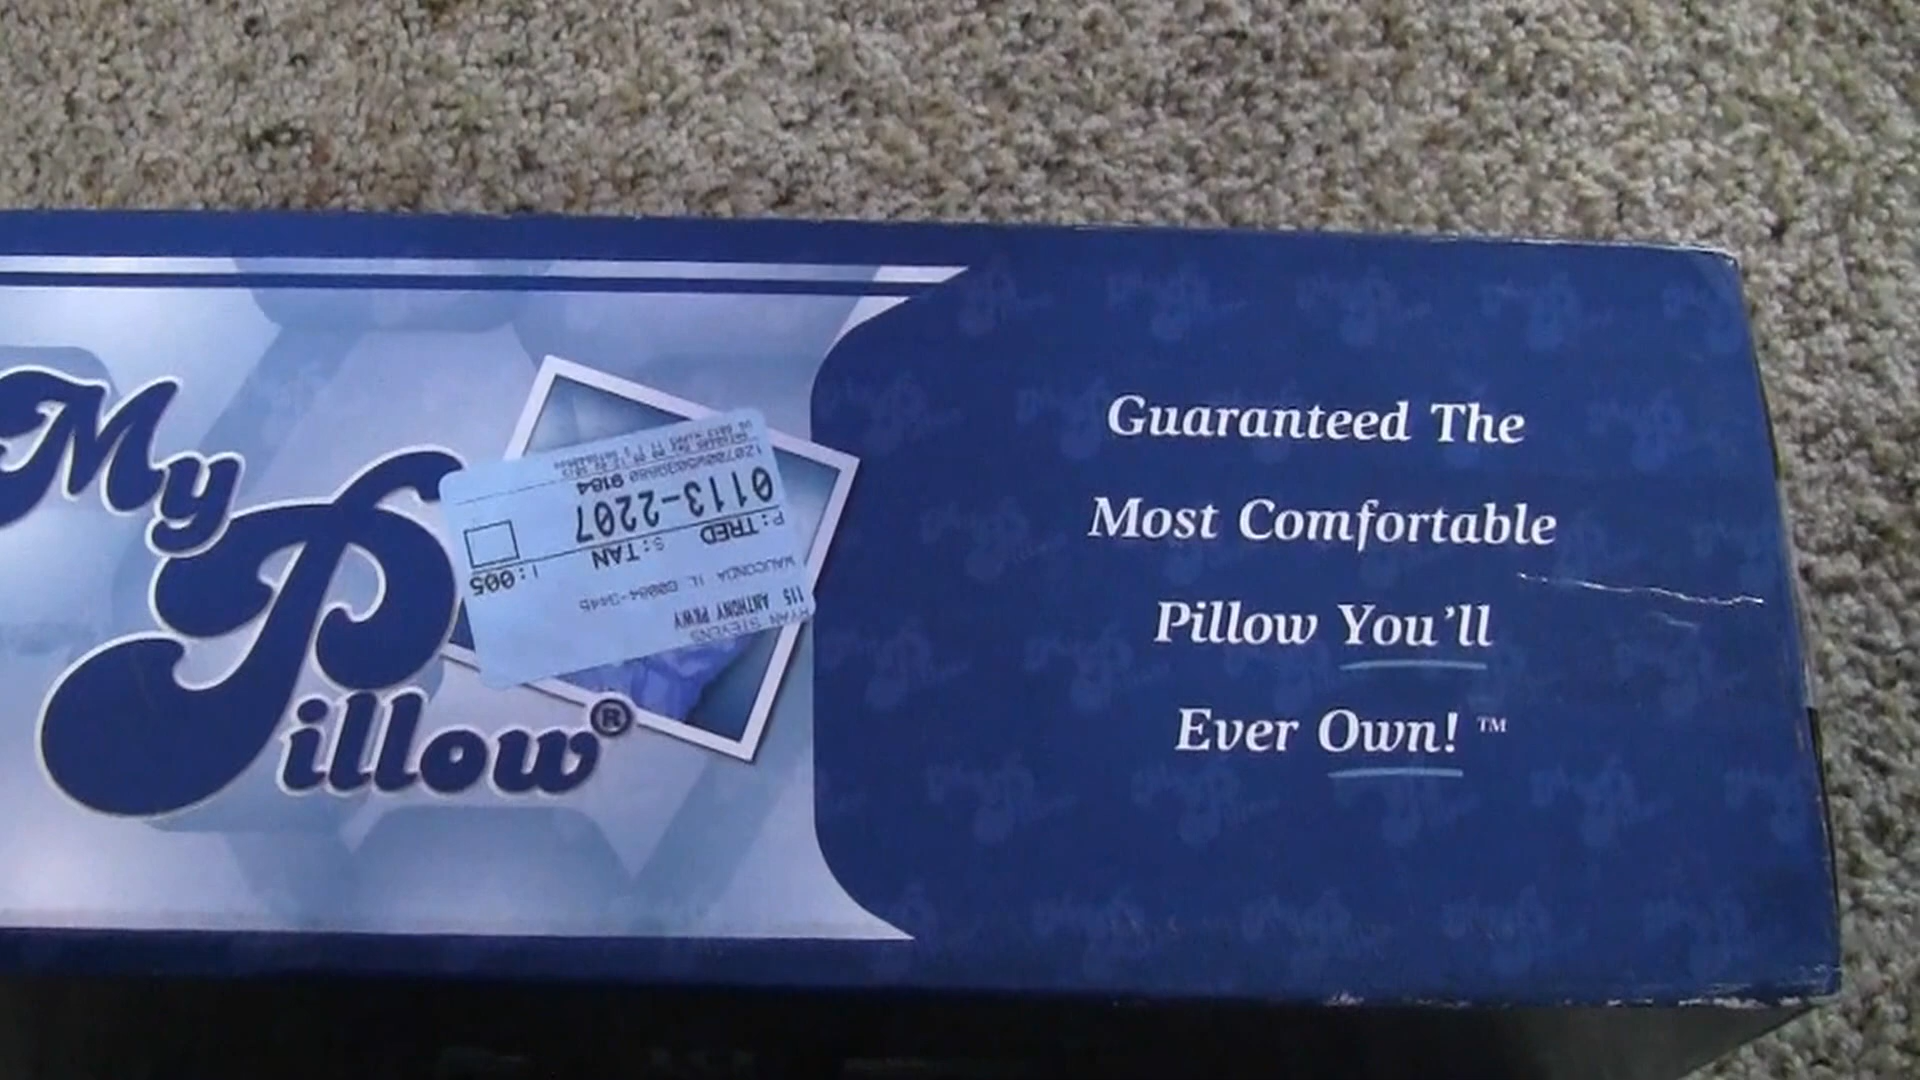 My
Pillow®
Guaranteed The
Most Comfortable
Pillow You'll
Ever Own! ™
RYAN STEVENS
115 ANTHONY PKWY
WAUCONDA IL 60084-3445
P: TRED S: TAN I: 005
0113-2207
9184